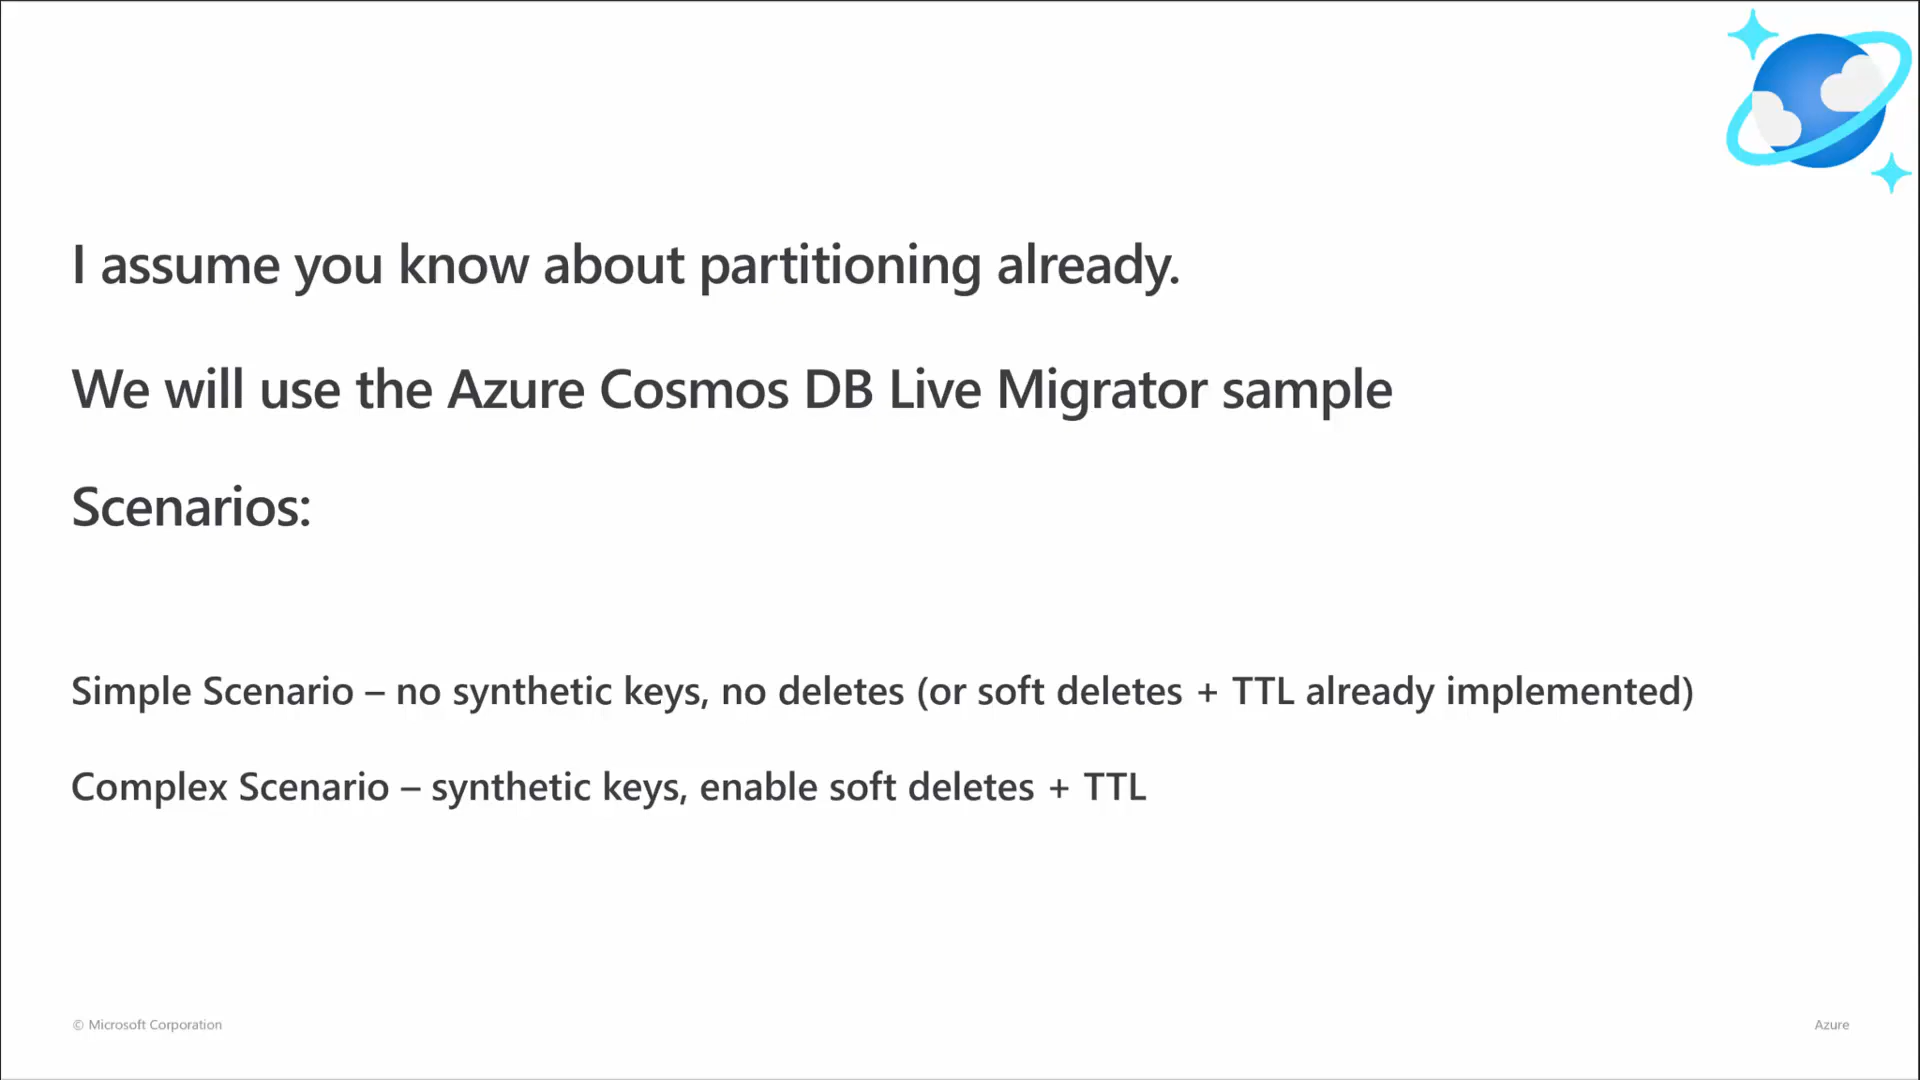 I assume you know about partitioning already.
We will use the Azure Cosmos DB Live Migrator sample
Scenarios:
Simple Scenario – no synthetic keys, no deletes (or soft deletes + TTL already implemented)
Complex Scenario – synthetic keys, enable soft deletes + TTL
© Microsoft Corporation
Azure